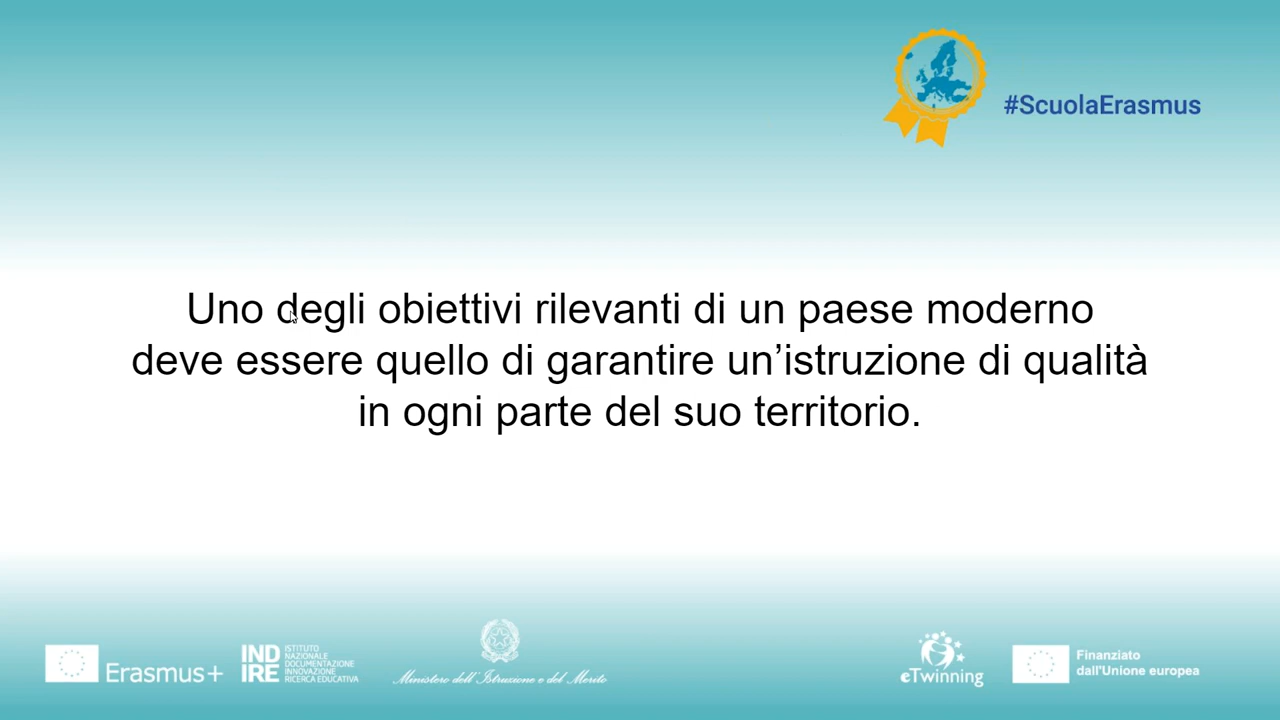 #ScuolaErasmus
Uno degli obiettivi rilevanti di un paese moderno
deve essere quello di garantire un’istruzione di qualità
in ogni parte del suo territorio.
Erasmus+
INDIRE
ISTITUTO
NAZIONALE
DOCUMENTAZIONE
INNOVAZIONE
RICERCA EDUCATIVA
Ministero dell'Istruzione e del Merito
eTwinning
Finanziato
dall'Unione europea